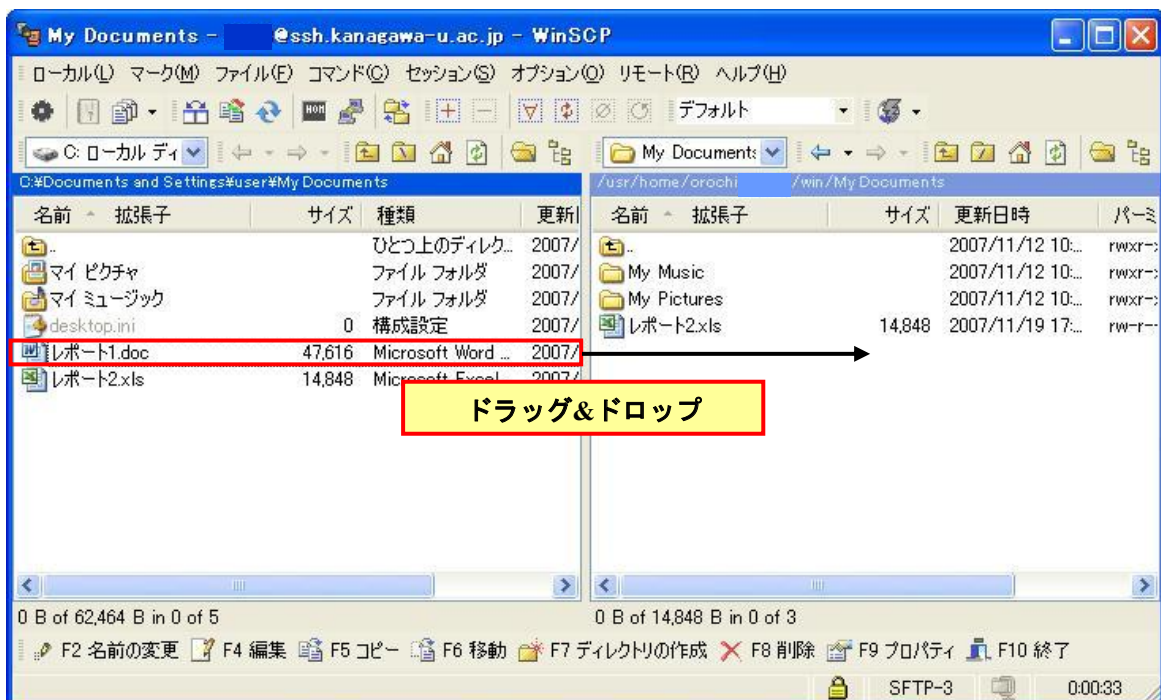 My Documents - @ssh.kanagawa-u.ac.jp - WinSCP
ローカル(L) マーク(M) ファイル(F) コマンド(C) セッション(S) オプション(O) リモート(R) ヘルプ(H)
デフォルト
C: ローカル ディ
My Documents
C:¥Documents and Settings¥user¥My Documents
/usr/home/orochi /win/My Documents
名前 拡張子 サイズ 種類 更新
名前 拡張子 サイズ 更新日時 パーミ
.. ひとつ上のディレク... 2007/
マイ ピクチャ ファイル フォルダ 2007/
マイ ミュージック ファイル フォルダ 2007/
desktop.ini 0 構成設定 2007/
レポート1.doc 47,616 Microsoft Word ... 2007/
レポート2.xls 14,848 Microsoft Excel 2007/
.. 2007/11/12 10:... rwxr-
My Music 2007/11/12 10:... rwxr-
My Pictures 2007/11/12 10:... rwxr-
レポート2.xls 14,848 2007/11/19 17:... rw-r--
ドラッグ&ドロップ
0 B of 62,464 B in 0 of 5
0 B of 14,848 B in 0 of 3
F2 名前の変更 F4 編集 F5 コピー F6 移動 F7 ディレクトリの作成 F8 削除 F9 プロパティ F10 終了
SFTP-3 0:00:33